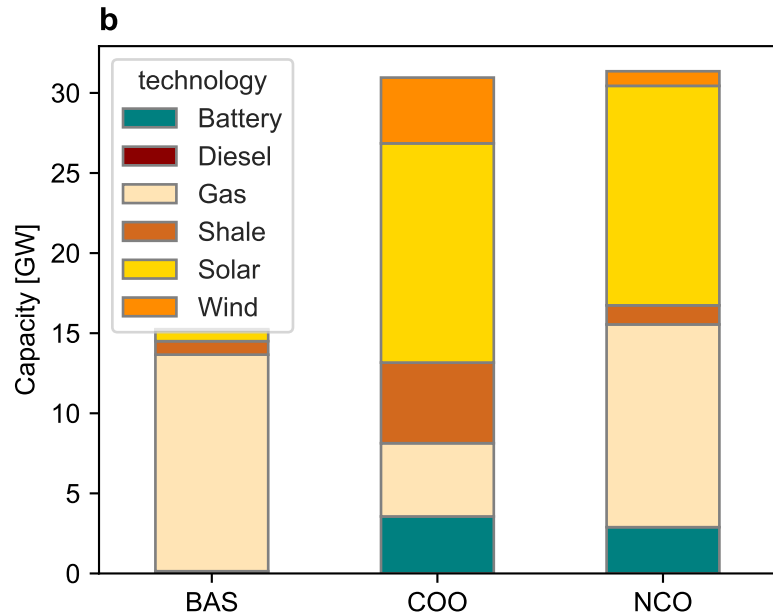 b
technology
Battery
Diesel
Gas
Shale
Solar
Wind
Capacity [GW]
30
25
20
15
10
5
0
BAS COO NCO